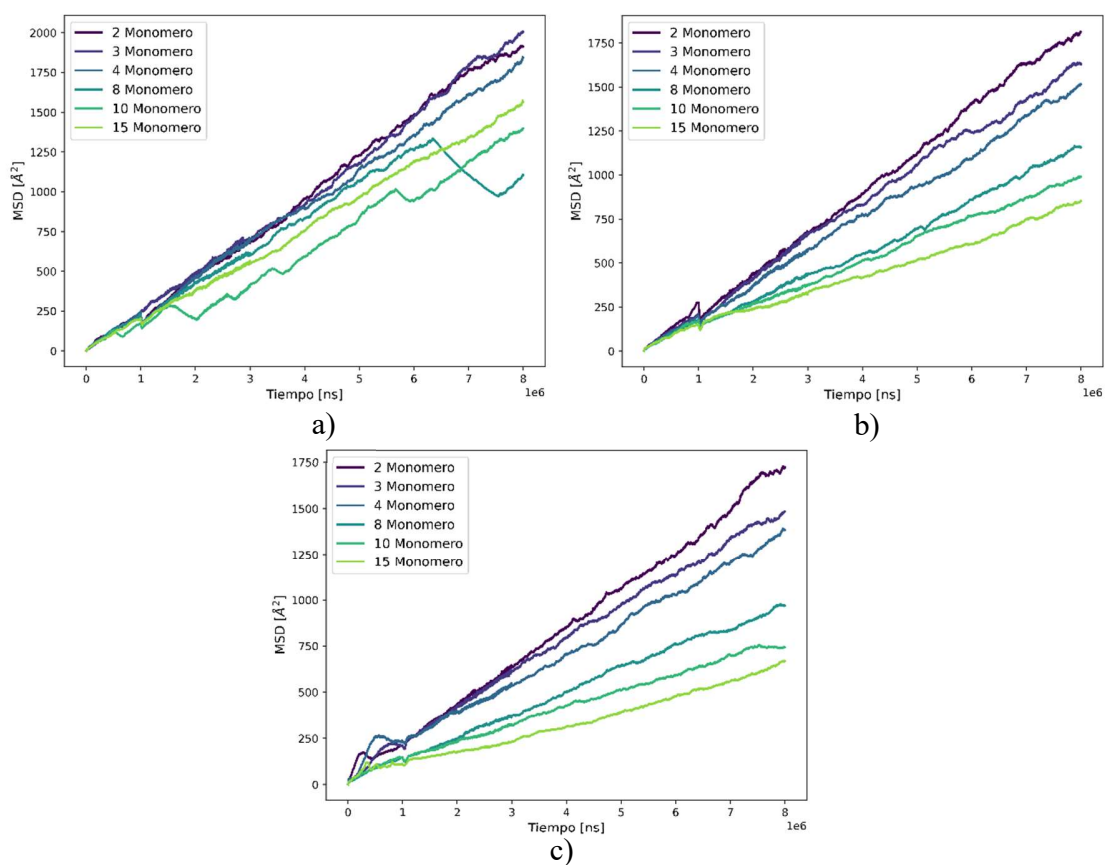 2000
1750
1500
1250
1000
750
500
250
0
MSD [Å²]
2 Monomero
3 Monomero
4 Monomero
8 Monomero
10 Monomero
15 Monomero
0 1 2 3 4 5 6 7 8
1e6
Tiempo [ns]
a)
1750
1500
1250
1000
750
500
250
0
MSD [Å²]
2 Monomero
3 Monomero
4 Monomero
8 Monomero
10 Monomero
15 Monomero
0 1 2 3 4 5 6 7 8
1e6
Tiempo [ns]
b)
1750
1500
1250
1000
750
500
250
0
MSD [Å²]
2 Monomero
3 Monomero
4 Monomero
8 Monomero
10 Monomero
15 Monomero
0 1 2 3 4 5 6 7 8
1e6
Tiempo [ns]
c)